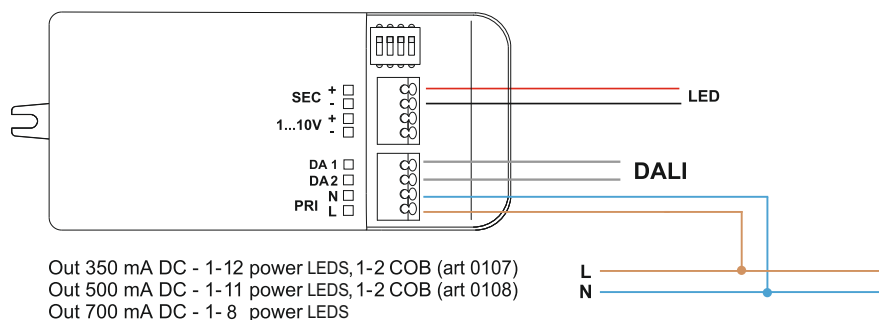 SEC + 
-
LED
1...10V +
-
DA 1
DA 2
DALI
N
PRI L
Out 350 mA DC - 1-12 power LEDS, 1-2 COB (art 0107)
Out 500 mA DC - 1-11 power LEDS, 1-2 COB (art 0108)
Out 700 mA DC - 1- 8 power LEDS
L
N